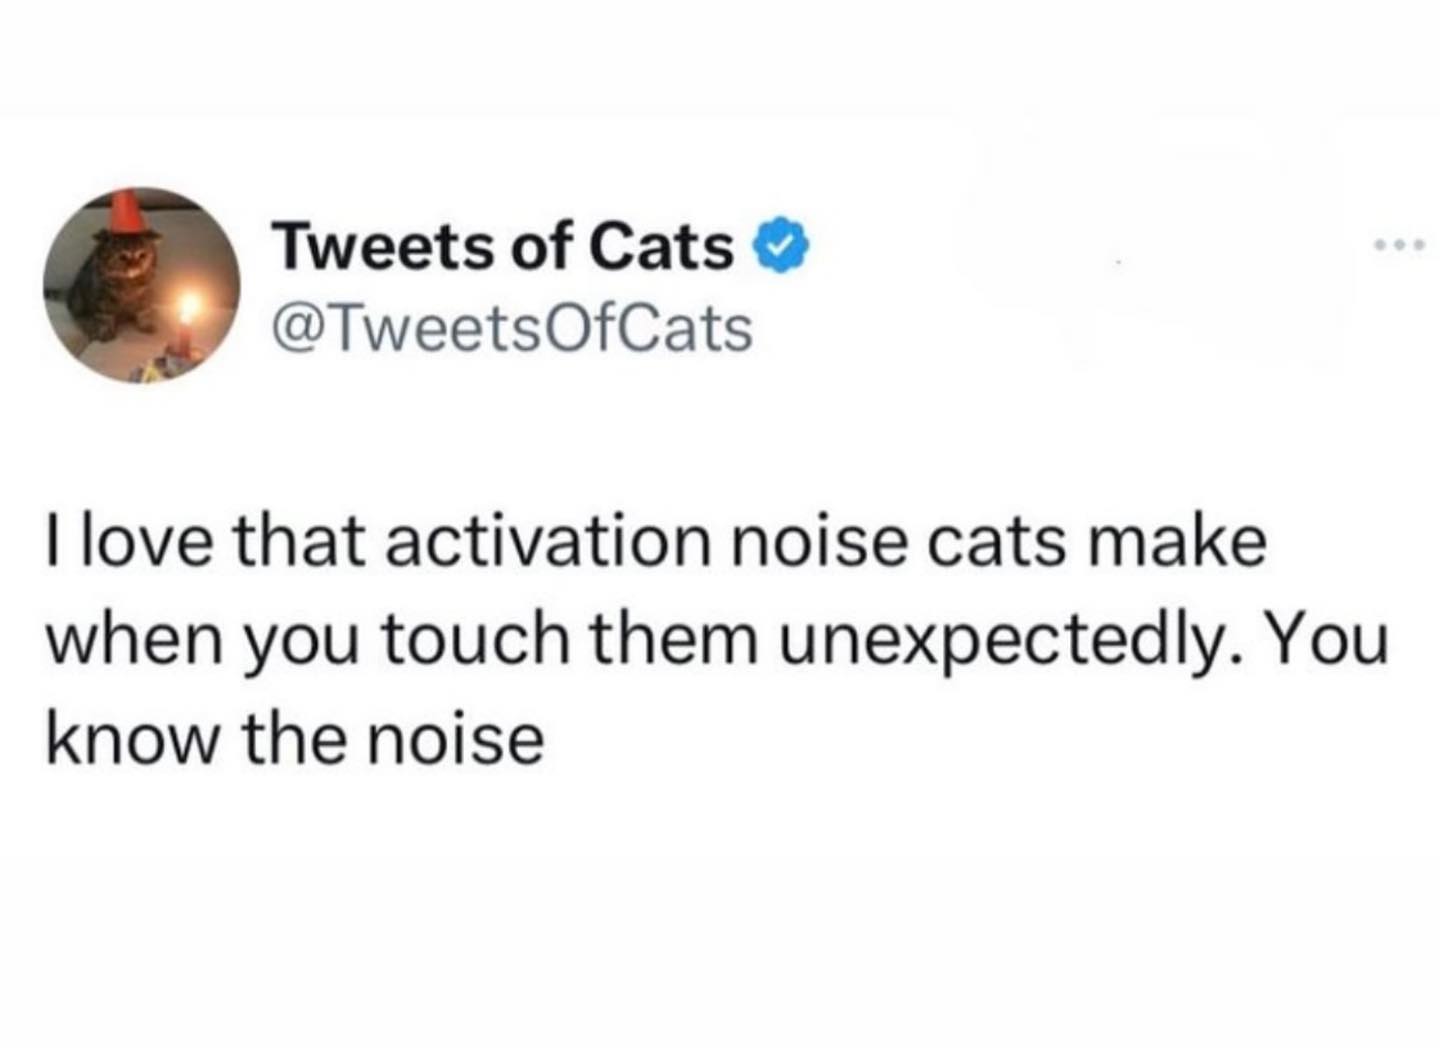 Tweets of Cats
@TweetsOfCats
I love that activation noise cats make
when you touch them unexpectedly. You
know the noise